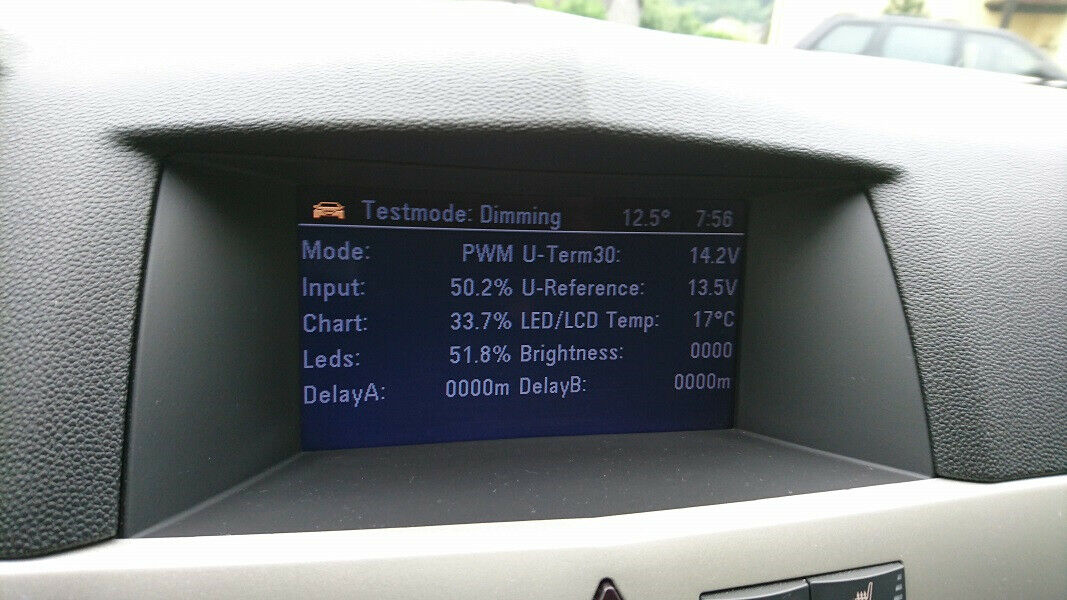 Testmode: Dimming 12.5° 7:56
Mode: PWM U-Term30: 14.2V
Input: 50.2% U-Reference: 13.5V
Chart: 33.7% LED/LCD Temp: 17°C
Leds: 51.8% Brightness: 0000
DelayA: 0000m DelayB: 0000m